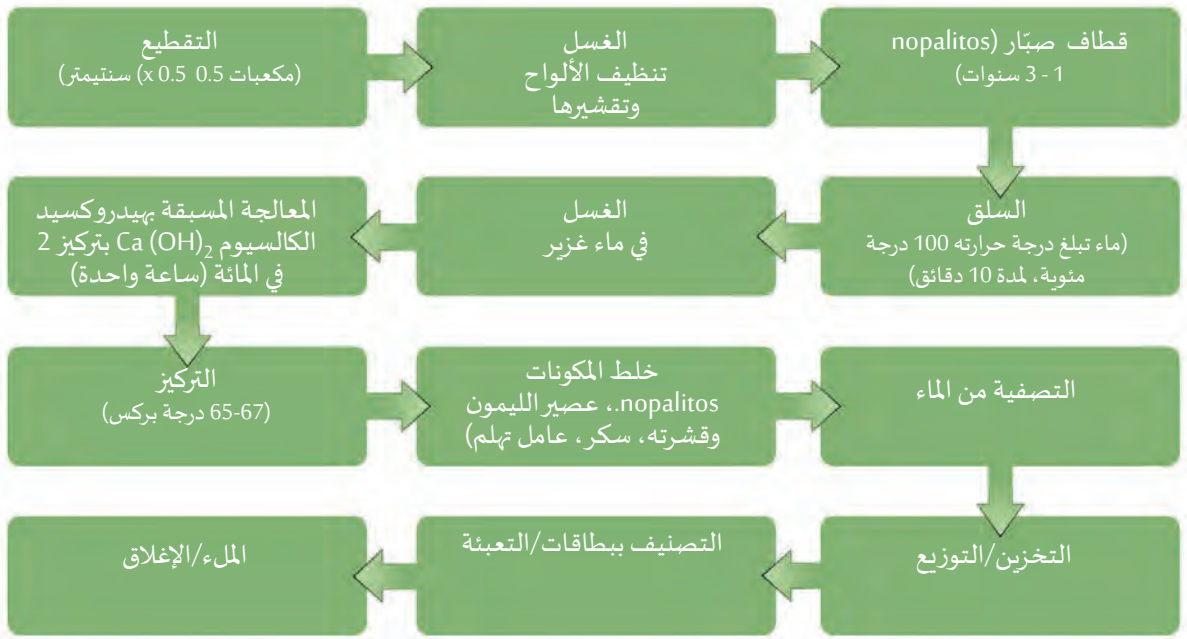 قطاف صبّار (nopalitos
1 - 3 سنوات)
الغسل
تنظيف الألواح
وتقشيرها
التقطيع
(مكعبات 0.5 x 0.5) سنتيمتر)
السلق
(ماء تبلغ درجة حرارته 100 درجة
مئوية، لمدة 10 دقائق)
الغسل
في ماء غزير
المعالجة المسبقة بهيدروكسيد
الكالسيوم Ca (OH)₂ بتركيز 2
في المائة (ساعة واحدة)
التصفية من الماء
خلط المكونات
nopalitos.، عصير الليمون
وقشرته، سكر، عامل تهلم)
التركيز
(65-67 درجة بركس)
التخزين/التوزيع
التصنيف ببطاقات/التعبئة
الملء/الإغلاق